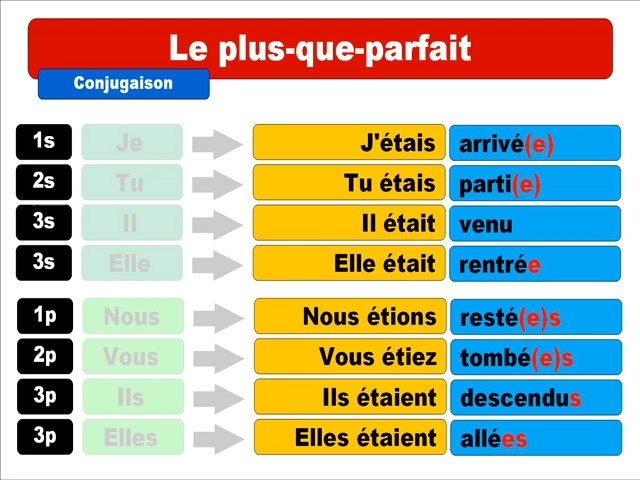 Le plus-que-parfait
Conjugaison
1s Je J'étais arrivé(e)
2s Tu Tu étais parti(e)
3s Il Il était venu
3s Elle Elle était rentrée
1p Nous Nous étions resté(e)s
2p Vous Vous étiez tombé(e)s
3p Ils Ils étaient descendus
3p Elles Elles étaient allées